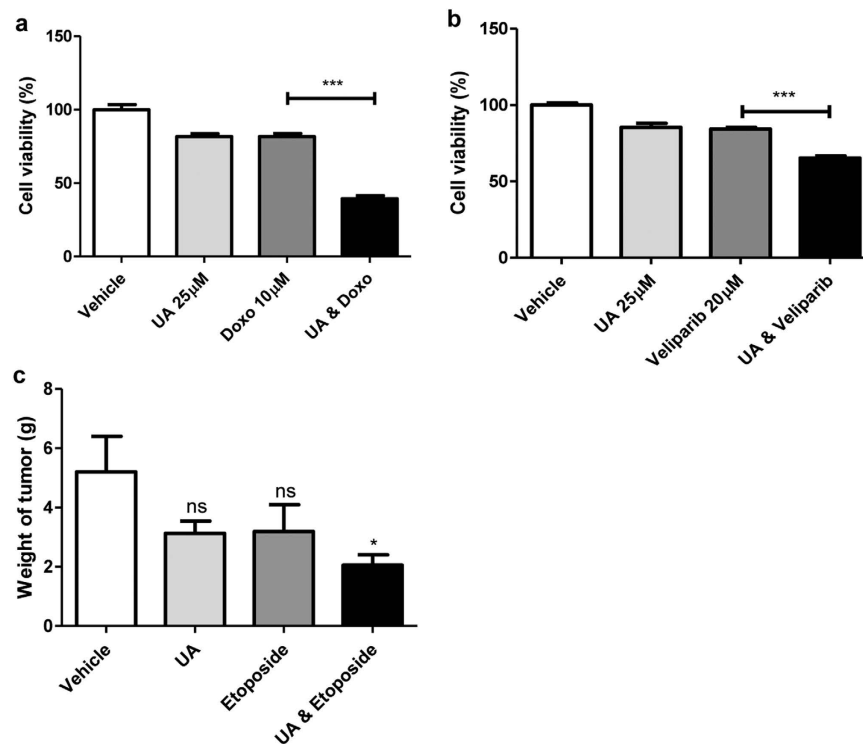 a
Cell viability (%)
150
100
50
0
***
Vehicle
UA 25μM
Doxo 10μM
UA & Doxo
b
Cell viability (%)
150
100
50
0
***
Vehicle
UA 25μM
Veliparib 20μM
UA & Veliparib
c
Weight of tumor (g)
8
6
4
2
0
ns
ns
*
Vehicle
UA
Etoposide
UA & Etoposide